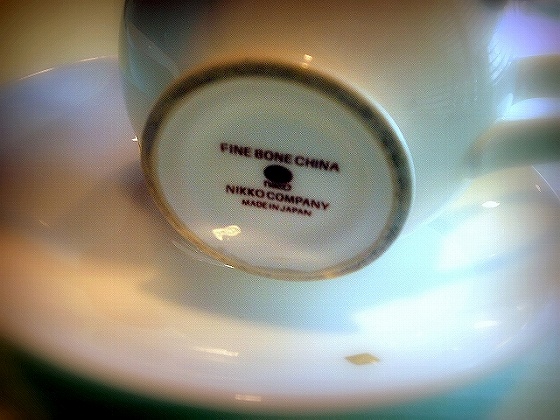 FINE BONE CHINA
NIKKO COMPANY
MADE IN JAPAN